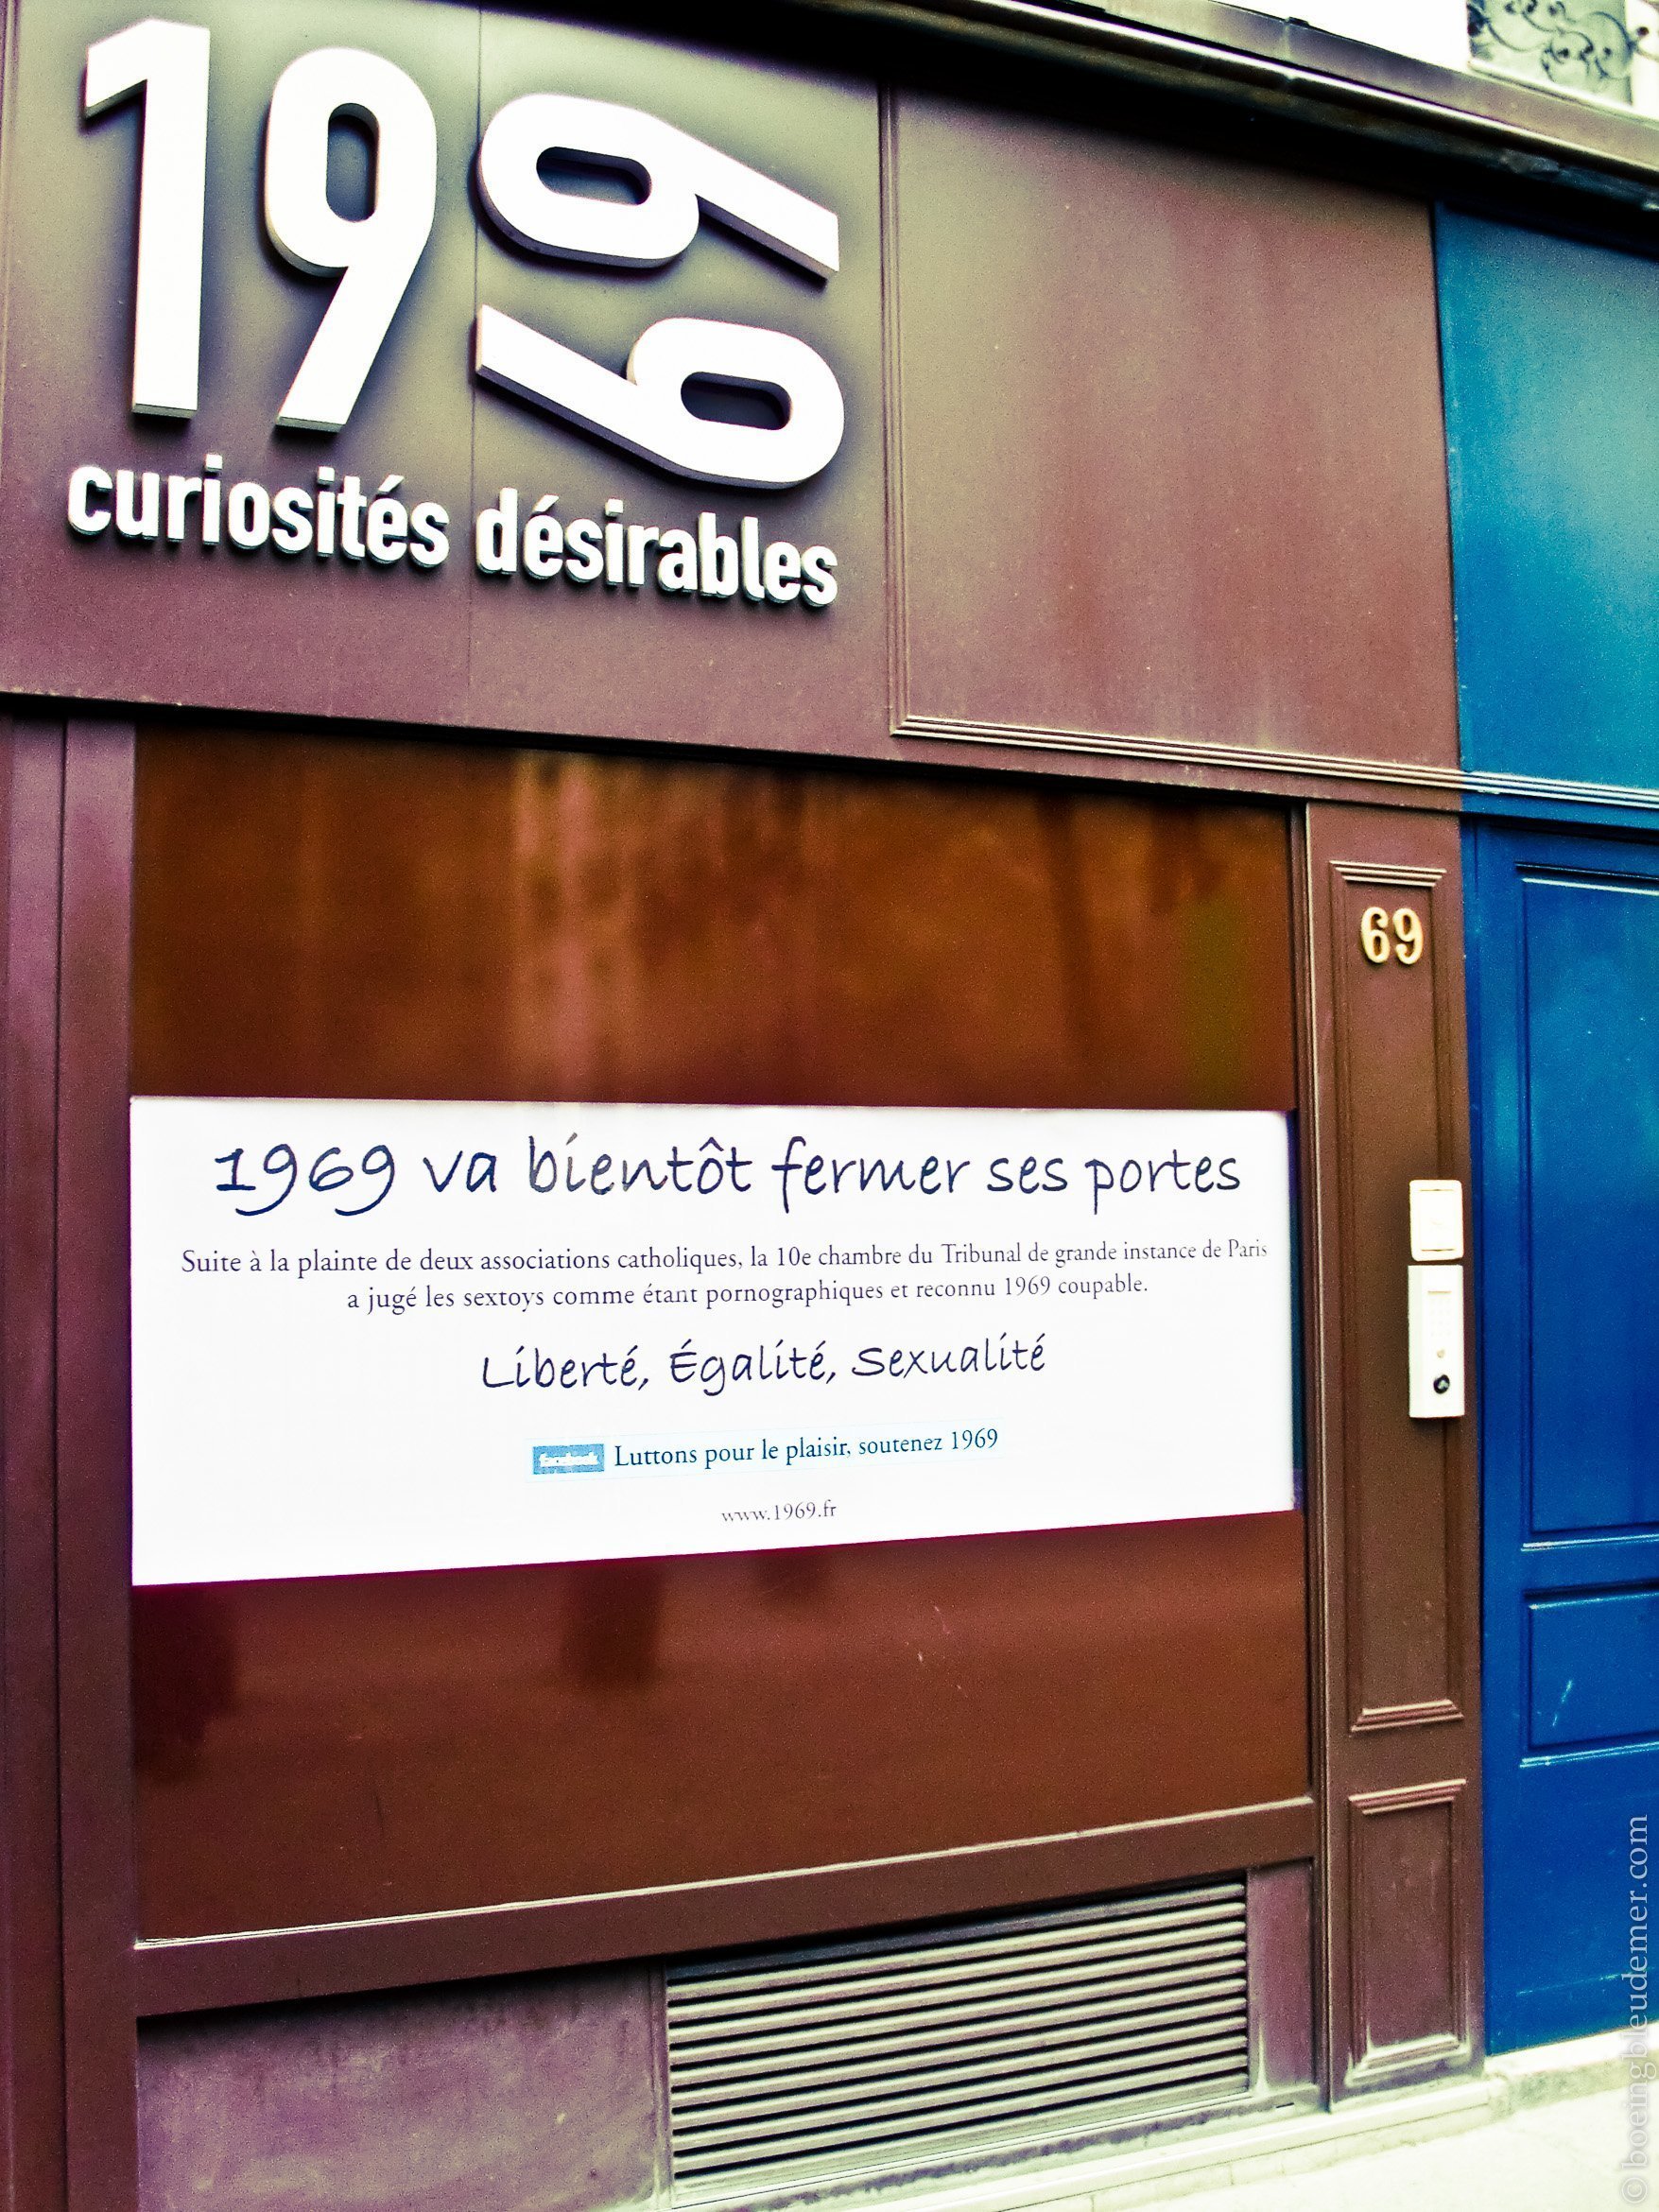 1969
curiosités désirables
69
1969 va bientôt fermer ses portes
Suite à la plainte de deux associations catholiques, la 10e chambre du Tribunal de grande instance de Paris
a jugé les sextoys comme étant pornographiques et reconnu 1969 coupable.
Liberté, Égalité, Sexualité
facebook Luttons pour le plaisir, soutenez 1969
www.1969.fr
© boeingbleudemer.com